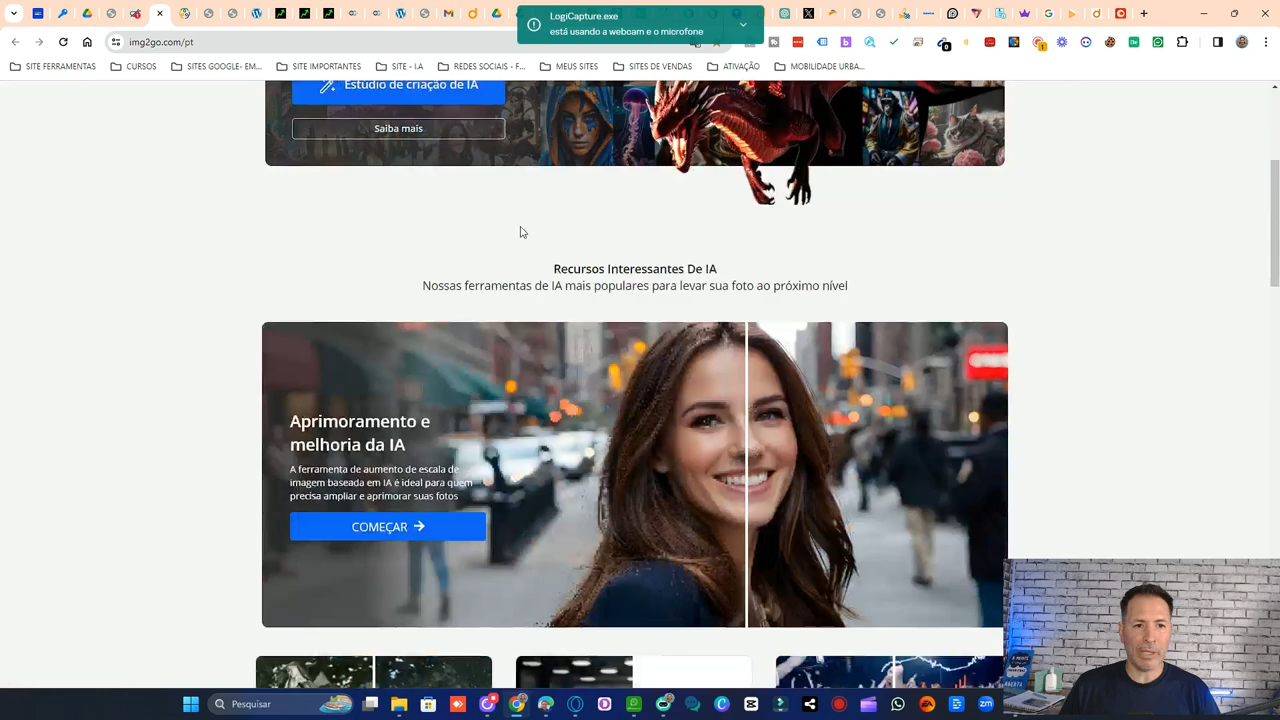 LogiCapture.exe
está usando a webcam e o microfone
img2go.com/pt
SITE FERRAMENTAS
CURSOS
SITES GOOGLE - EM...
SITE IMPORTANTES
SITE - I.A
REDES SOCIAIS - F...
MEUS SITES
SITES DE VENDAS
ATIVAÇÃO
MOBILIDADE URBA...
Estúdio de criação de IA
Saiba mais
Recursos Interessantes De IA
Nossas ferramentas de IA mais populares para levar sua foto ao próximo nível
Aprimoramento e
melhoria da IA
A ferramenta de aumento de escala de
imagem baseada em IA é ideal para quem
precisa ampliar e aprimorar suas fotos
COMEÇAR
Pesquisar